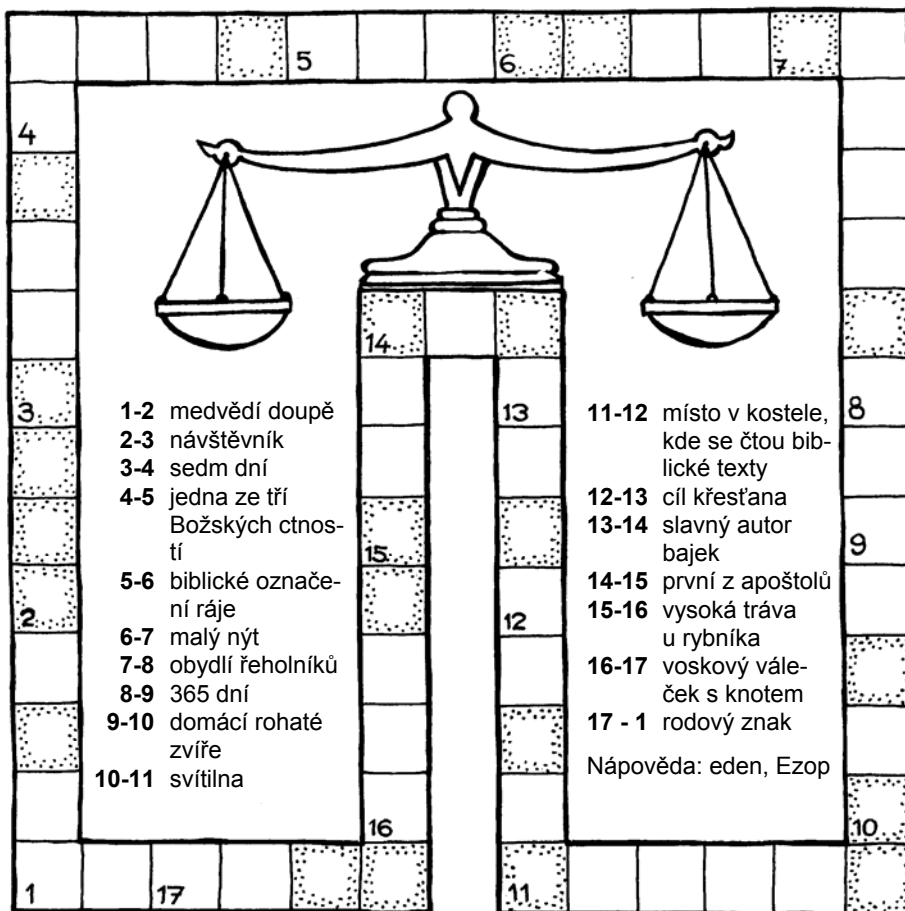 5 6 7
4
14
3 13 8
15 9
2 12
16 10
1 17 11
1-2 medvědí doupě
2-3 návštěvník
3-4 sedm dní
4-5 jedna ze tří
Božských ctnos-
tí
5-6 biblické označe-
ní ráje
6-7 malý nýt
7-8 obydlí řeholníků
8-9 365 dní
9-10 domácí rohaté
zvíře
10-11 svítilna
11-12 místo v kostele,
kde se čtou bib-
lické texty
12-13 cíl křesťana
13-14 slavný autor
bajek
14-15 první z apoštolů
15-16 vysoká tráva
u rybníka
16-17 voskový vále-
ček s knotem
17 - 1 rodový znak
Nápověda: eden, Ezop